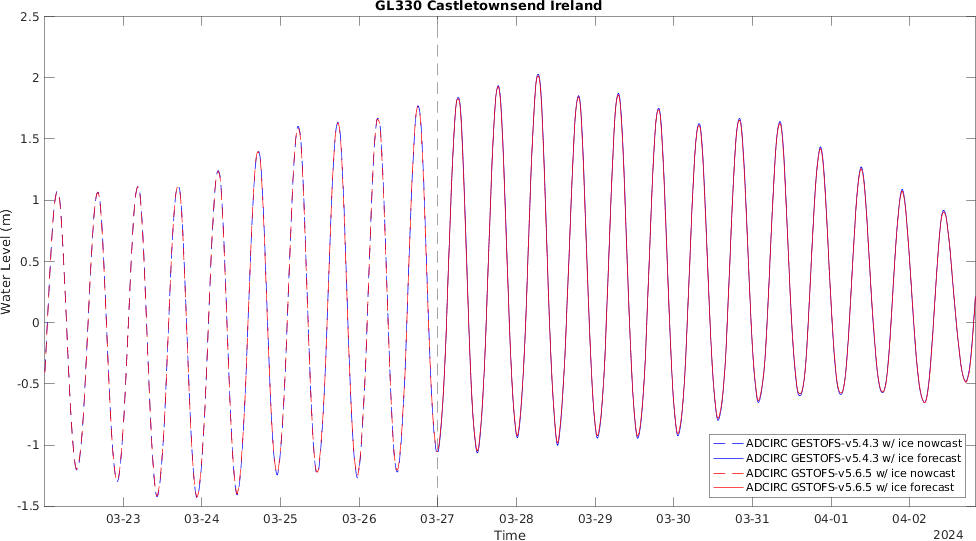 GL330 Castletownsend Ireland
2.5
2
1.5
1
0.5
0
-0.5
-1
-1.5
Water Level (m)
ADCIRC GESTOFS-v5.4.3 w/ ice nowcast
ADCIRC GESTOFS-v5.4.3 w/ ice forecast
ADCIRC GSTOFS-v5.6.5 w/ ice nowcast
ADCIRC GSTOFS-v5.6.5 w/ ice forecast
03-23 03-24 03-25 03-26 03-27 03-28 03-29 03-30 03-31 04-01 04-02
Time
2024